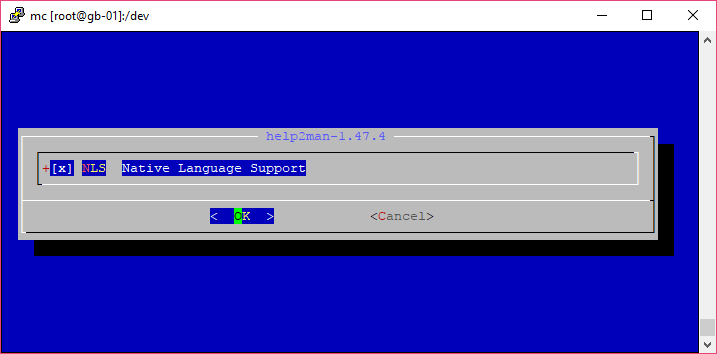 mc [root@gb-01]:/dev
help2man-1.47.4
+[x] NLS  Native Language Support
<  OK  > <Cancel>